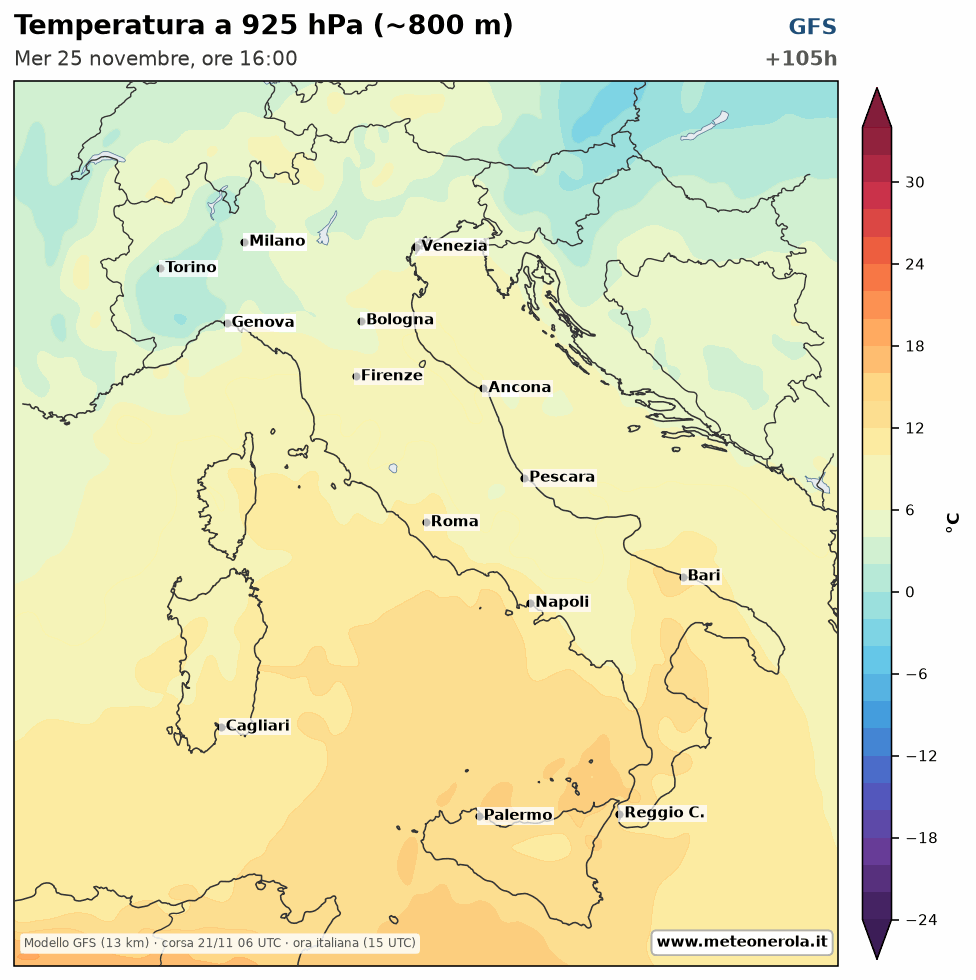 Temperatura a 925 hPa (~800 m)
GFS
Mer 25 novembre, ore 16:00
+105h
Milano
Venezia
Torino
Genova
Bologna
Firenze
Ancona
Pescara
Roma
Bari
Napoli
Cagliari
Palermo
Reggio C.
30
24
18
12
6
0
−6
−12
−18
−24
°C
Modello GFS (13 km) · corsa 21/11 06 UTC · ora italiana (15 UTC)
www.meteonerola.it